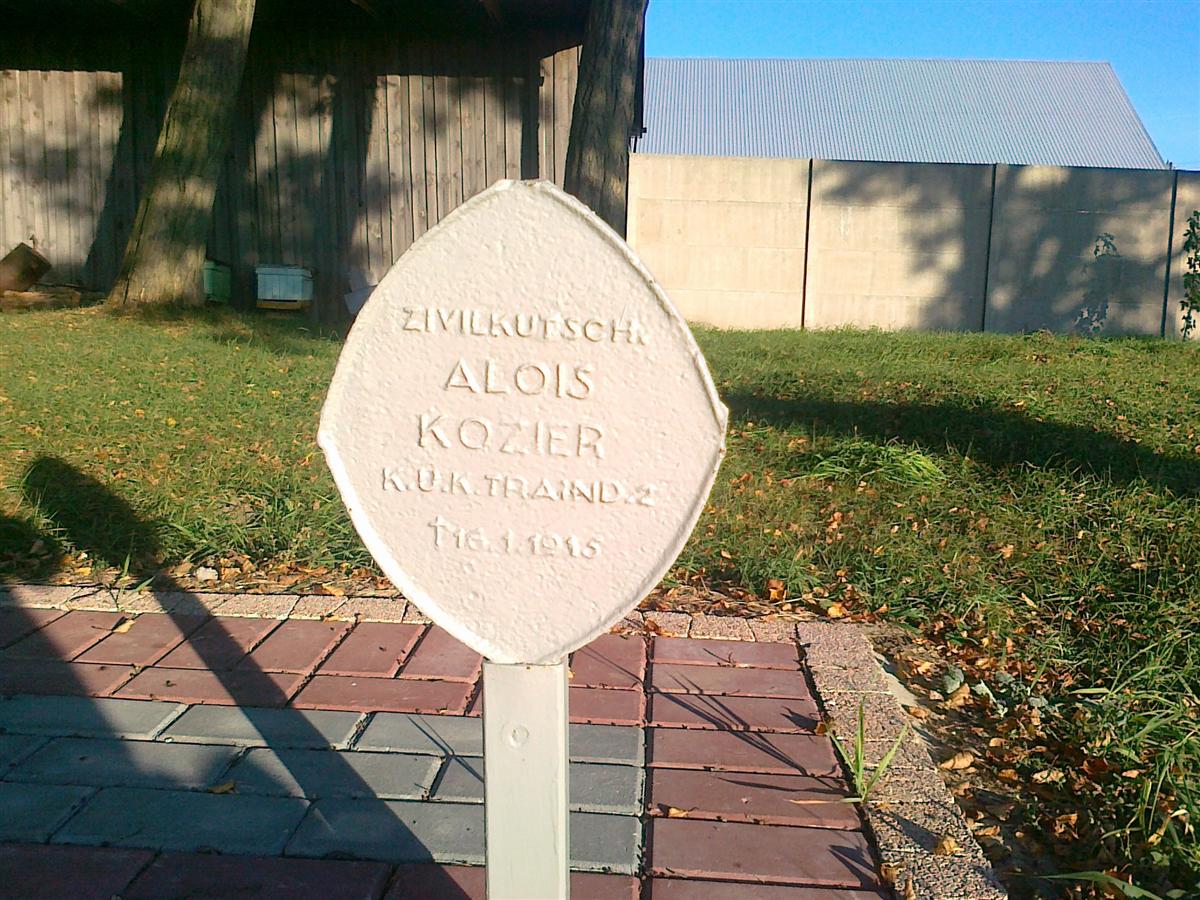 ZIVILKUTSCH.
ALOIS
KOZIER
K.U.K. TRAIND. 2
†16.1.1915